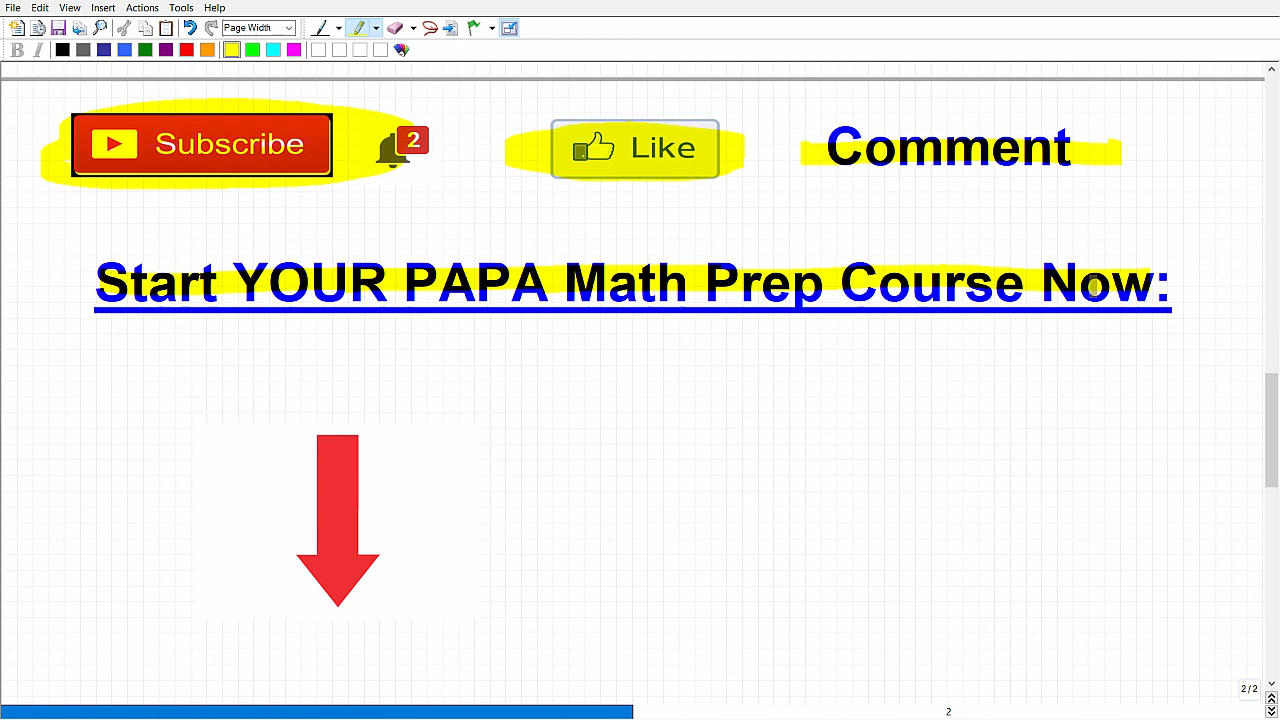 File Edit View Insert Actions Tools Help
Page Width
B I
Subscribe 2 Like Comment
Start YOUR PAPA Math Prep Course Now:
2/2
2